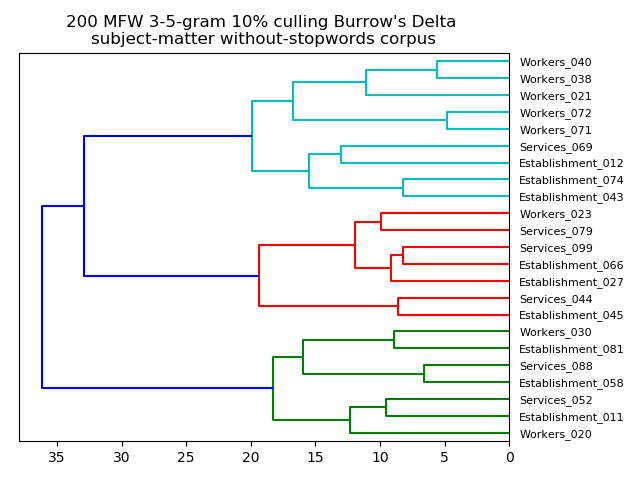 200 MFW 3-5-gram 10% culling Burrow's Delta
subject-matter without-stopwords corpus
Workers_040
Workers_038
Workers_021
Workers_072
Workers_071
Services_069
Establishment_012
Establishment_074
Establishment_043
Workers_023
Services_079
Services_099
Establishment_066
Establishment_027
Services_044
Establishment_045
Workers_030
Establishment_081
Services_088
Establishment_058
Services_052
Establishment_011
Workers_020
35 30 25 20 15 10 5 0